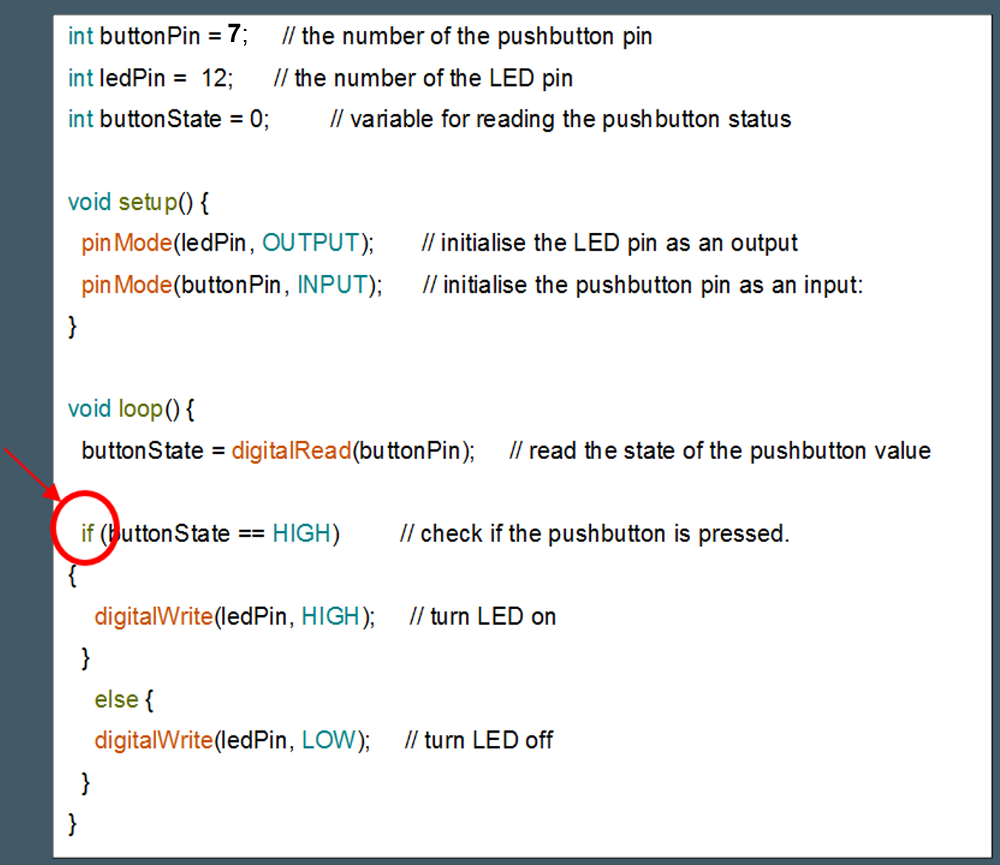 int buttonPin = 7; // the number of the pushbutton pin
int ledPin = 12; // the number of the LED pin
int buttonState = 0; // variable for reading the pushbutton status
void setup() {
pinMode(ledPin, OUTPUT); // initialise the LED pin as an output
pinMode(buttonPin, INPUT); // initialise the pushbutton pin as an input:
}
void loop() {
buttonState = digitalRead(buttonPin); // read the state of the pushbutton value
if (buttonState == HIGH) // check if the pushbutton is pressed.
{
digitalWrite(ledPin, HIGH); // turn LED on
}
else {
digitalWrite(ledPin, LOW); // turn LED off
}
}